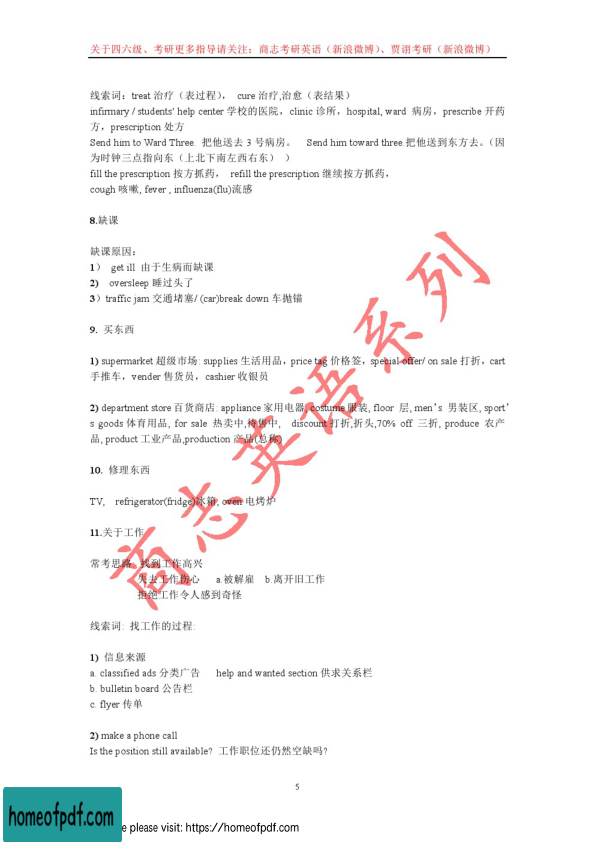 关于四六级、考研更多指导请关注：商志考研英语（新浪微博）、贾诩考研（新浪微博）
线索词：treat 治疗（表过程）， cure 治疗,治愈（表结果）
infirmary / students' help center 学校的医院，clinic 诊所，hospital, ward 病房，prescribe 开药
方，prescription 处方
Send him to Ward Three. 把他送去 3 号病房。 Send him toward three.把他送到东方去。（因
为时钟三点指向东（上北下南左西右东） ）
fill the prescription 按方抓药， refill the prescription 继续按方抓药，
cough 咳嗽, fever , influenza(flu)流感
8.缺课
缺课原因：
1） get ill 由于生病而缺课
2) oversleep 睡过头了
3）traffic jam 交通堵塞/ (car)break down 车抛锚
9. 买东西
1) supermarket 超级市场: supplies 生活用品，price tag 价格签，special offer/ on sale 打折，cart
手推车，vender 售货员，cashier 收银员
2) department store 百货商店: appliance 家用电器, costume 服装, floor 层, men’s 男装区, sport’
s goods 体育用品, for sale 热卖中,待售中, discount 打折,折头,70% off 三折, produce 农产
品, product 工业产品,production 产品(总称)
10. 修理东西
TV, refrigerator(fridge)冰箱, oven 电烤炉
11.关于工作
常考思路: 找到工作高兴
失去工作伤心 a.被解雇 b.离开旧工作
拒绝工作令人感到奇怪
线索词: 找工作的过程:
1) 信息来源
a. classified ads 分类广告 help and wanted section 供求关系栏
b. bulletin board 公告栏
c. flyer 传单
2) make a phone call
Is the position still available? 工作职位还仍然空缺吗?
商志英语系列
5
homeofpdf.com
e please visit: https://homeofpdf.com